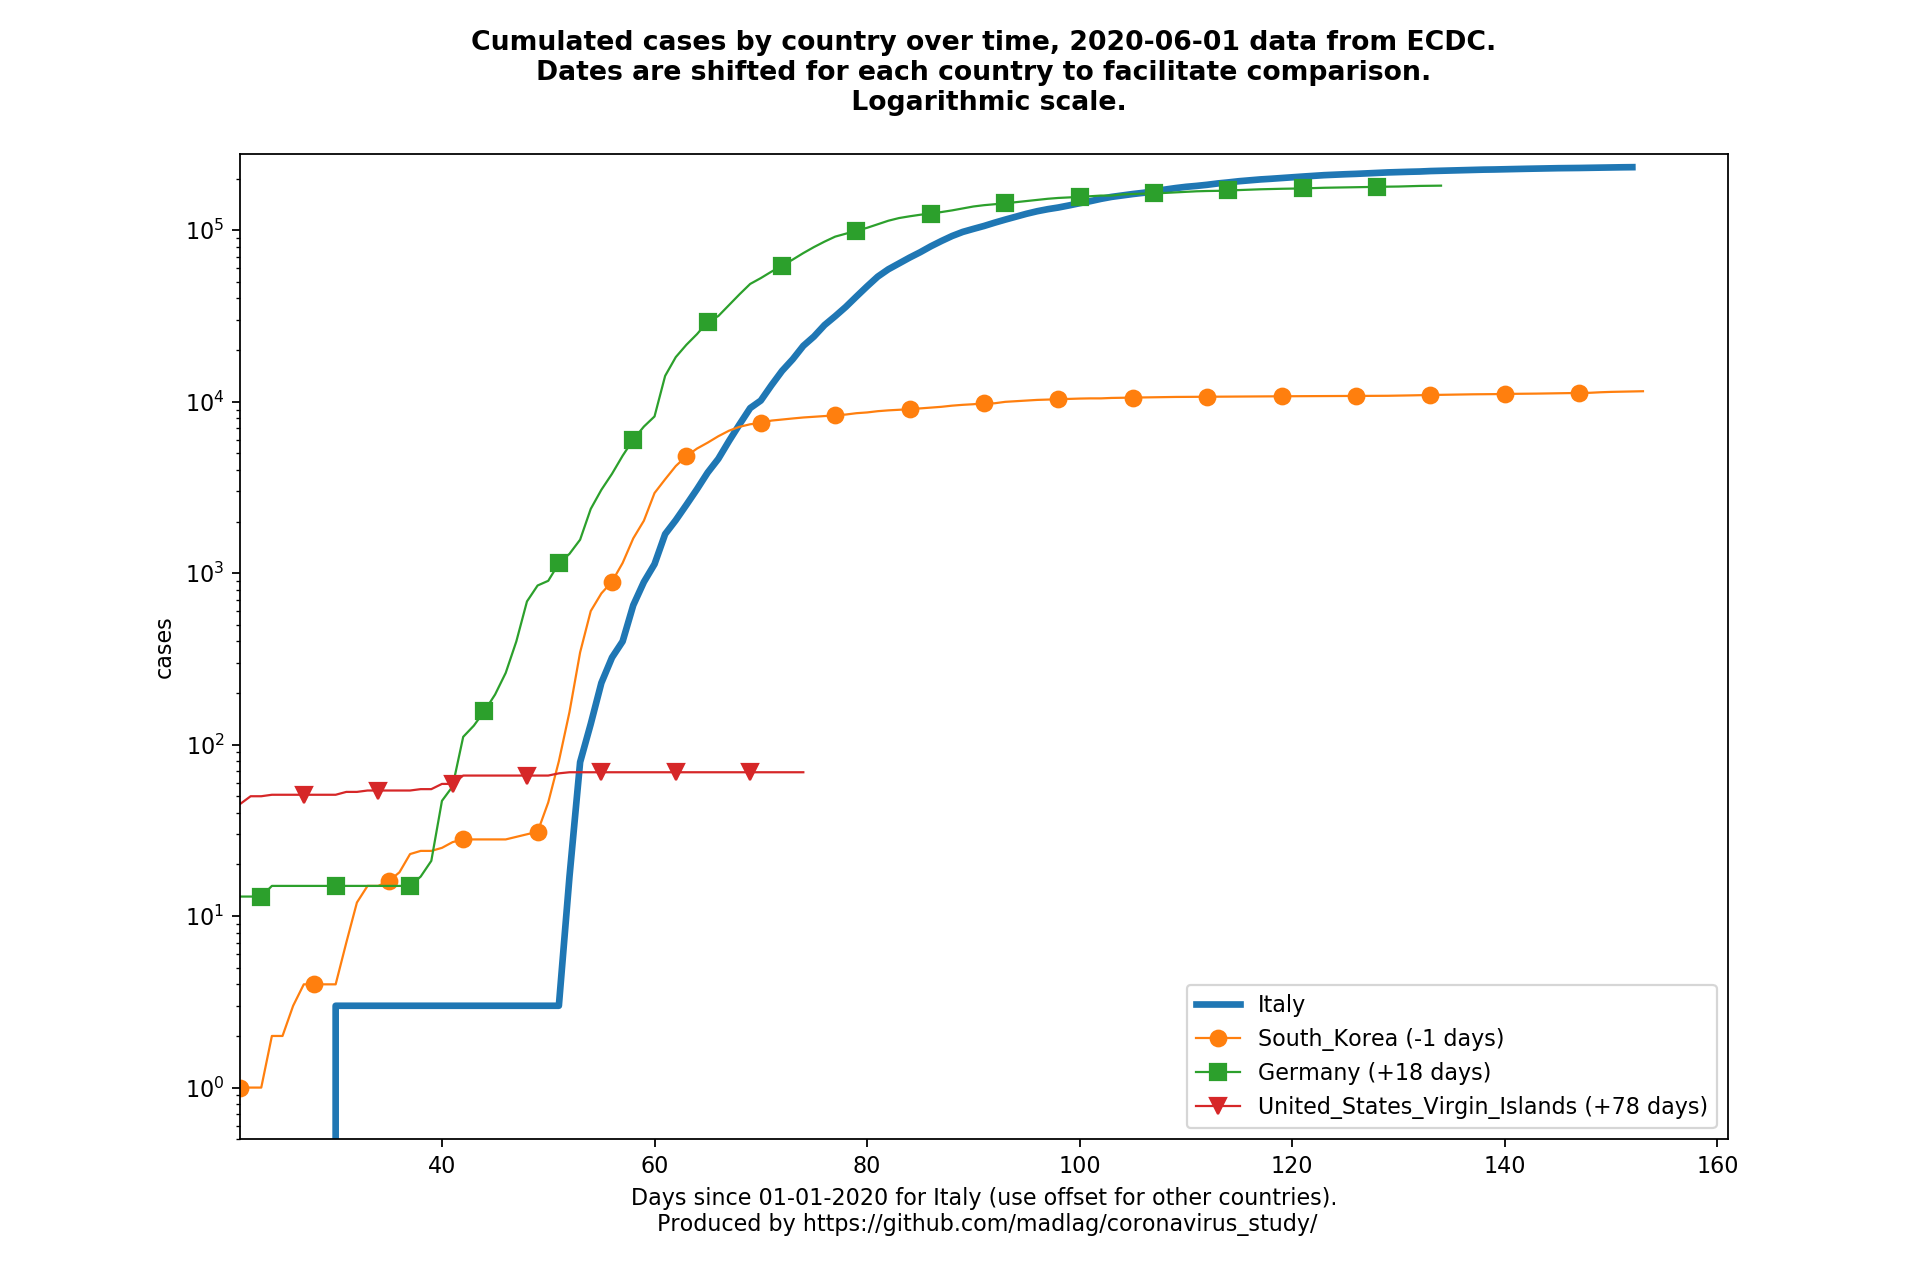 Cumulated cases by country over time, 2020-06-01 data from ECDC.
Dates are shifted for each country to facilitate comparison.
Logarithmic scale.
10^5
10^4
10^3
10^2
10^1
10^0
cases
40 60 80 100 120 140 160
Italy
South_Korea (-1 days)
Germany (+18 days)
United_States_Virgin_Islands (+78 days)
Days since 01-01-2020 for Italy (use offset for other countries).
Produced by https://github.com/madlag/coronavirus_study/